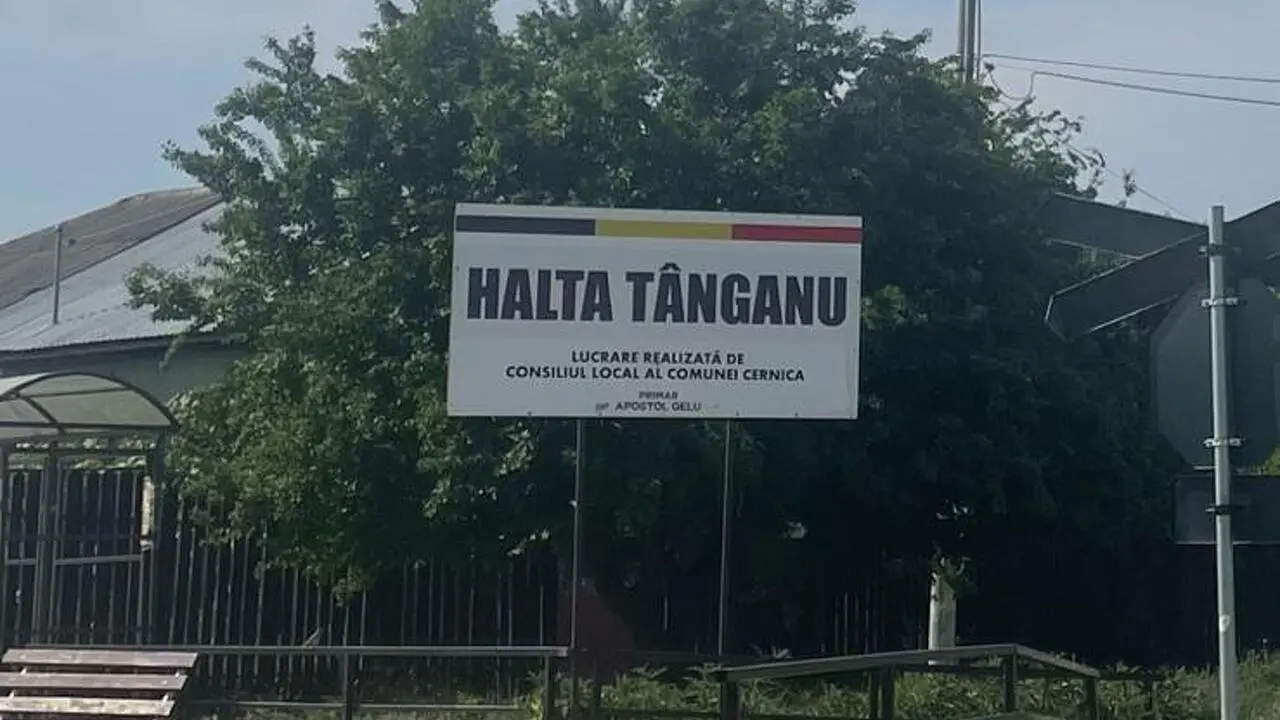 HALTA TÂNGANU
LUCRARE REALIZATĂ DE
CONSILIUL LOCAL AL COMUNEI CERNICA
PRIMAR
APOSTOL GELU